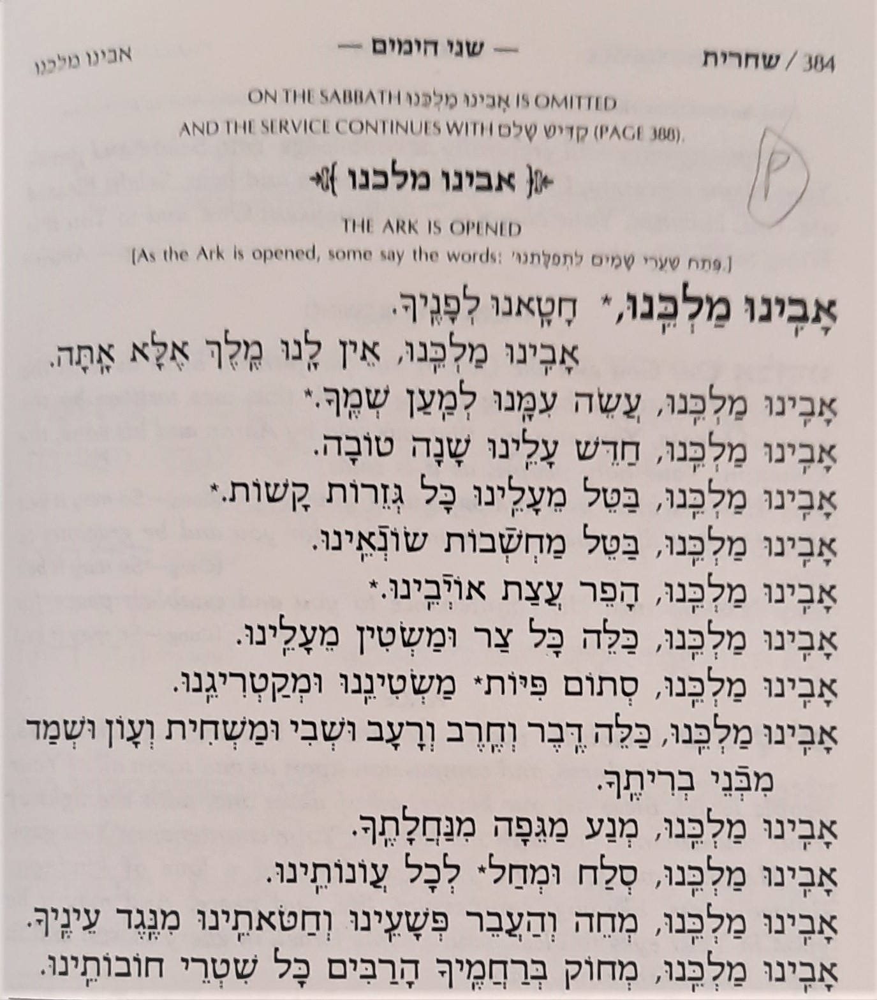 384 / שחרית — שני הימים — אבינו מלכנו
ON THE SABBATH אָבִינוּ מַלְכֵּנוּ IS OMITTED
AND THE SERVICE CONTINUES WITH קַדִּישׁ שָׁלֵם (PAGE 388).
אבינו מלכנו
P
THE ARK IS OPENED
[As the Ark is opened, some say the words: פְּתַח שַׁעֲרֵי שָׁמַיִם לִתְפִלָּתֵנוּ.]
אָבִֽינוּ מַלְכֵּֽנוּ,* חָטָֽאנוּ לְפָנֶֽיךָ.
אָבִֽינוּ מַלְכֵּֽנוּ, אֵין לָֽנוּ מֶֽלֶךְ אֶלָּא אָֽתָּה.
אָבִֽינוּ מַלְכֵּֽנוּ, עֲשֵׂה עִמָּֽנוּ לְמַֽעַן שְׁמֶֽךָ.*
אָבִֽינוּ מַלְכֵּֽנוּ, חַדֵּשׁ עָלֵֽינוּ שָׁנָה טוֹבָה.
אָבִֽינוּ מַלְכֵּֽנוּ, בַּטֵּל מֵעָלֵֽינוּ כָּל גְּזֵרוֹת קָשׁוֹת.*
אָבִֽינוּ מַלְכֵּֽנוּ, בַּטֵּל מַחְשְׁבוֹת שׂוֹנְאֵֽינוּ.
אָבִֽינוּ מַלְכֵּֽנוּ, הָפֵר עֲצַת אוֹיְבֵֽינוּ.*
אָבִֽינוּ מַלְכֵּֽנוּ, כַּלֵּה כָּל צַר וּמַשְׂטִין מֵעָלֵֽינוּ.
אָבִֽינוּ מַלְכֵּֽנוּ, סְתוֹם פִּיּוֹת* מַשְׂטִינֵֽנוּ וּמְקַטְרִיגֵֽנוּ.
אָבִֽינוּ מַלְכֵּֽנוּ, כַּלֵּה דֶּֽבֶר וְחֶֽרֶב וְרָעָב וּשְׁבִי וּמַשְׁחִית וְעָוֹן וּשְׁמַד
מִבְּנֵי בְרִיתֶֽךָ.
אָבִֽינוּ מַלְכֵּֽנוּ, מְנַע מַגֵּפָה מִנַּחֲלָתֶֽךָ.
אָבִֽינוּ מַלְכֵּֽנוּ, סְלַח וּמְחַל* לְכָל עֲוֹנוֹתֵֽינוּ.
אָבִֽינוּ מַלְכֵּֽנוּ, מְחֵה וְהַעֲבֵר פְּשָׁעֵֽינוּ וְחַטֹּאתֵֽינוּ מִנֶּֽגֶד עֵינֶֽיךָ.
אָבִֽינוּ מַלְכֵּֽנוּ, מְחוֹק בְּרַחֲמֶֽיךָ הָרַבִּים כָּל שִׁטְרֵי חוֹבוֹתֵֽינוּ.